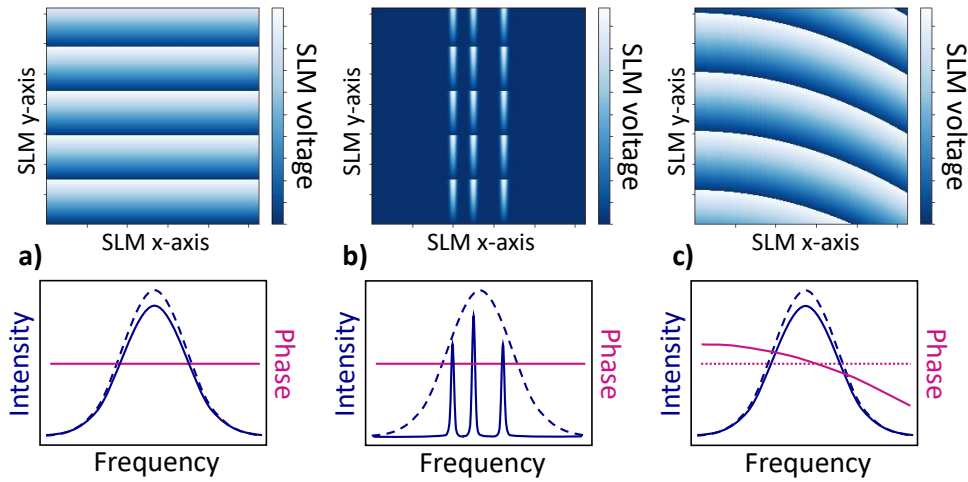 SLM y-axis
SLM voltage
SLM x-axis
a)
Intensity
Phase
Frequency
SLM y-axis
SLM voltage
SLM x-axis
b)
Intensity
Phase
Frequency
SLM y-axis
SLM voltage
SLM x-axis
c)
Intensity
Phase
Frequency